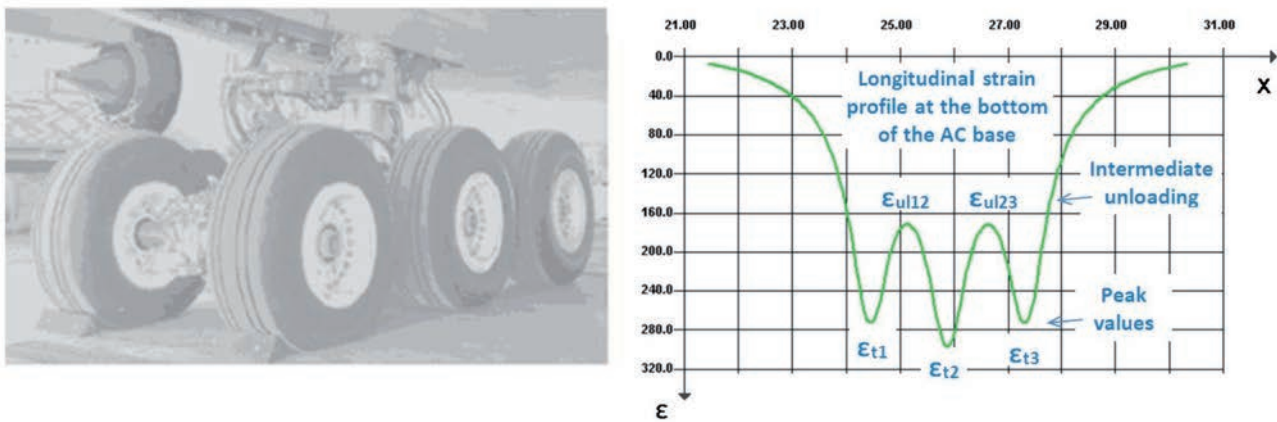 21.00 23.00 25.00 27.00 29.00 31.00
0.0
X
Longitudinal strain
profile at the bottom
of the AC base
40.0
80.0
120.0
Intermediate
unloading
160.0
εul12 εul23
200.0
240.0
Peak
values
280.0
εt1 εt2 εt3
320.0
ε